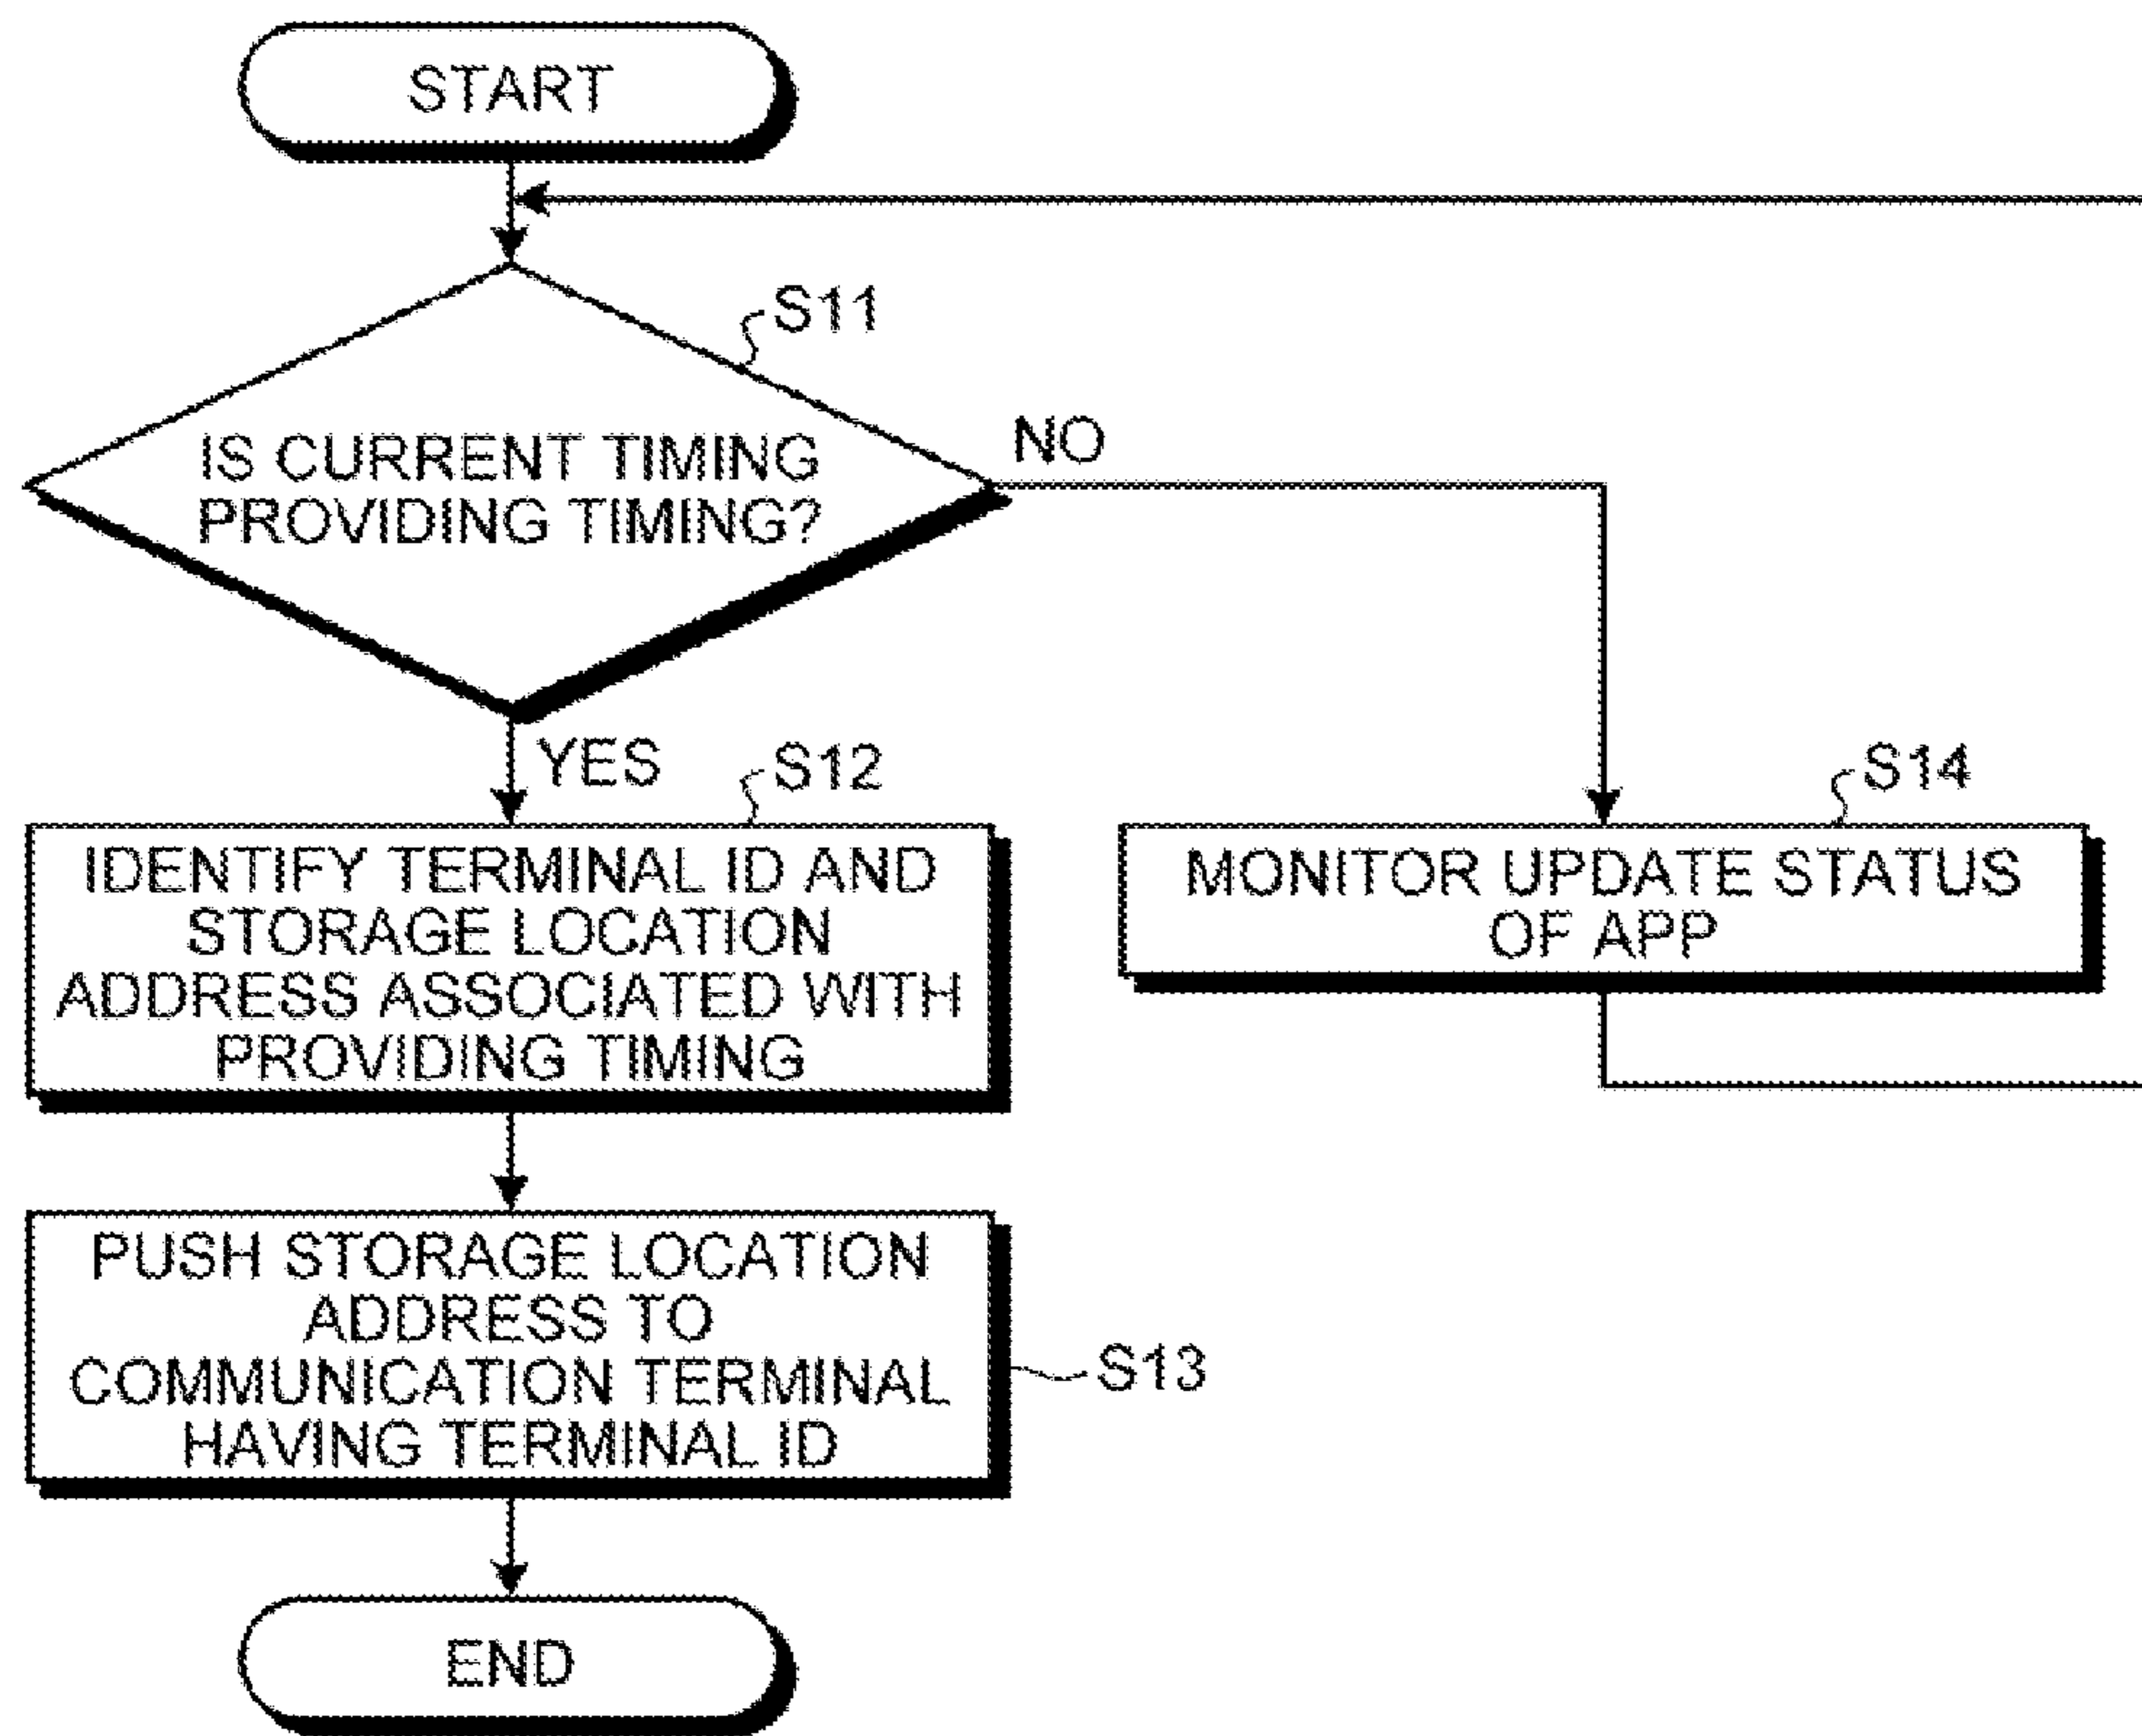 START
S11
IS CURRENT TIMING
PROVIDING TIMING?
NO
YES
S12
IDENTIFY TERMINAL ID AND
STORAGE LOCATION
ADDRESS ASSOCIATED WITH
PROVIDING TIMING
S14
MONITOR UPDATE STATUS
OF APP
PUSH STORAGE LOCATION
ADDRESS TO
COMMUNICATION TERMINAL
HAVING TERMINAL ID
S13
END